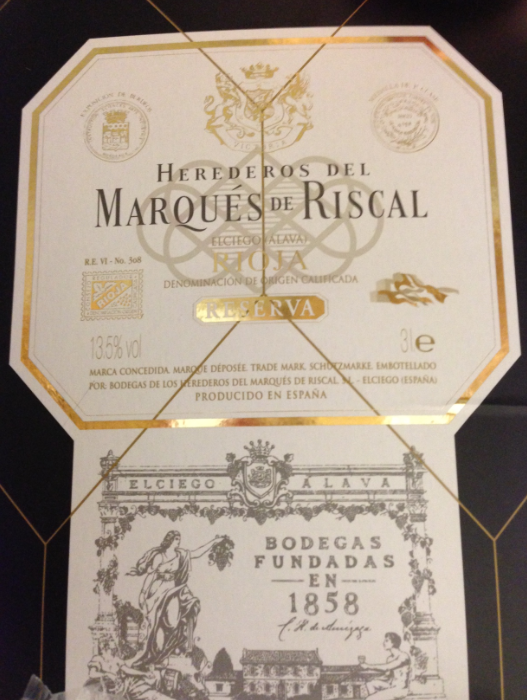 HEREDEROS DEL
MARQUÉS DE RISCAL
ELCIEGO (ALAVA)
R.E. VI - No. 508
RIOJA
DENOMINACIÓN DE ORIGEN CALIFICADA
RIOJA
RESERVA
13.5% vol
3l e
MARCA CONCEDIDA. MARQUE DÉPOSÉE. TRADE MARK. SCHUTZMARKE. EMBOTELLADO
POR BODEGAS DE LOS HEREDEROS DEL MARQUÉS DE RISCAL, S.L. - ELCIEGO (ESPAÑA)
PRODUCIDO EN ESPAÑA
ELCIEGO ALAVA
BODEGAS
FUNDADAS
EN
1858